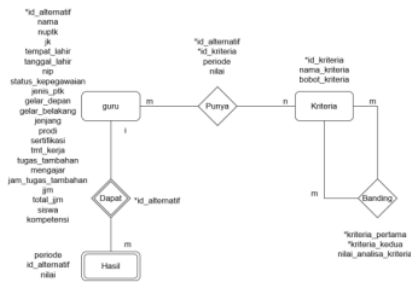 *id_alternatif
nama
nuptk
jk
tempat_lahir
tanggal_lahir
nip
status_kepegawaian
jenis_ptk
gelar_depan
gelar_belakang
jenjang
prodi
sertifikasi
tmt_kerja
tugas_tambahan
mengajar
jam_tugas_tambahan
jjm
total_jjm
siswa
kompetensi
guru
m
*id_alternatif
*id_kriteria
periode
nilai
Punya
n
*id_kriteria
nama_kriteria
bobot_kriteria
Kriteria
m
m
Banding
*kriteria_pertama
*kriteria_kedua
nilai_analisa_kriteria
i
Dapat
*id_alternatif
m
periode
id_alternatif
nilai
Hasil